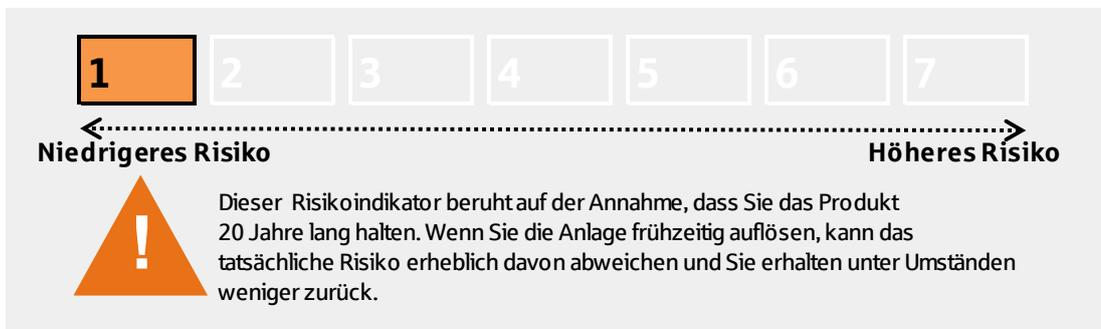 1 2 3 4 5 6 7
Niedrigeres Risiko Höheres Risiko
!
Dieser Risikoindikator beruht auf der Annahme, dass Sie das Produkt
20 Jahre lang halten. Wenn Sie die Anlage frühzeitig auflösen, kann das
tatsächliche Risiko erheblich davon abweichen und Sie erhalten unter Umständen
weniger zurück.